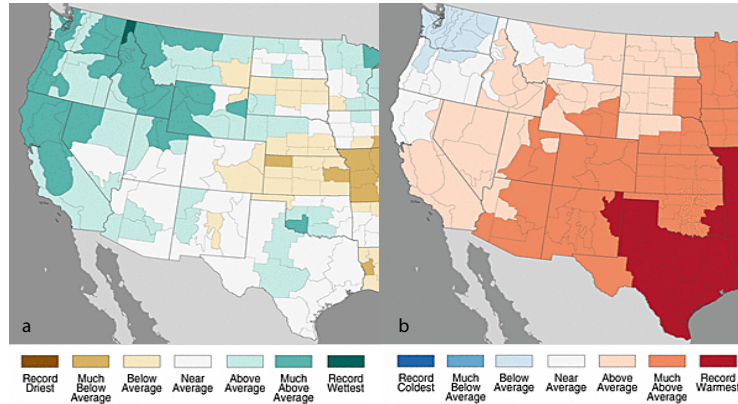 a
b
Record Driest
Much Below Average
Below Average
Near Average
Above Average
Much Above Average
Record Wettest
Record Coldest
Much Below Average
Below Average
Near Average
Above Average
Much Above Average
Record Warmest